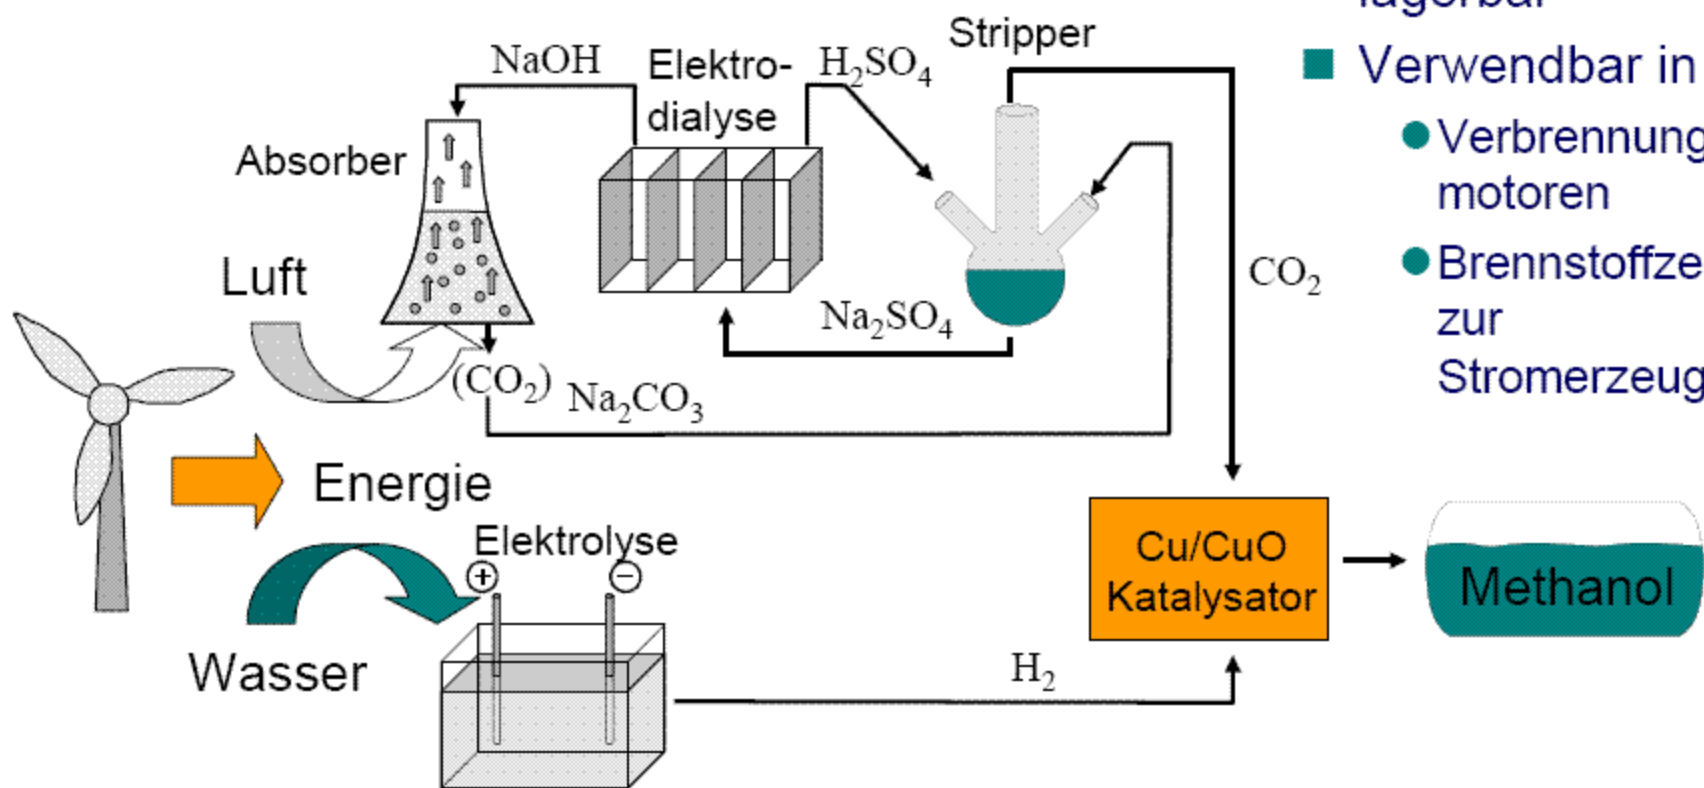 lagerbar
Stripper
NaOH
Elektro-
dialyse
H₂SO₄
Verwendbar in
Verbrennung
motoren
Absorber
Luft
CO₂
Brennstoffze
zur
Stromerzeug
Na₂SO₄
(CO₂)
Na₂CO₃
Energie
Elektrolyse
+
−
Cu/CuO
Katalysator
Methanol
Wasser
H₂